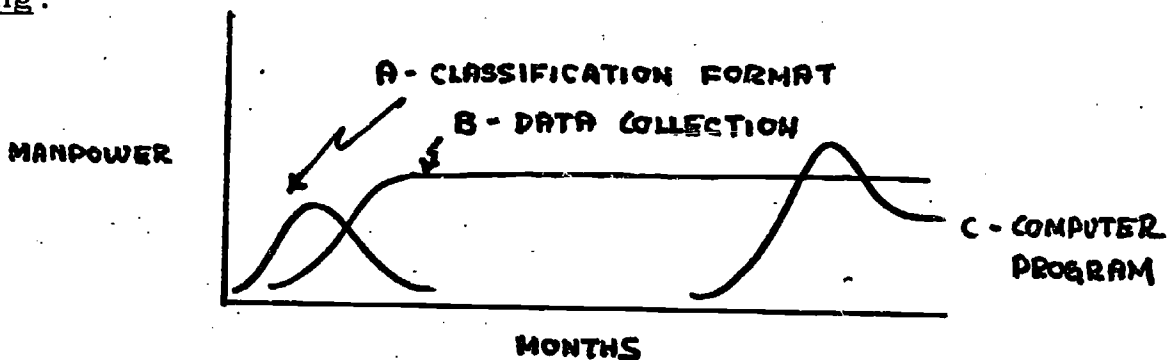 A - CLASSIFICATION FORMAT
B - DATA COLLECTION
MANPOWER
C - COMPUTER
PROGRAM
MONTHS